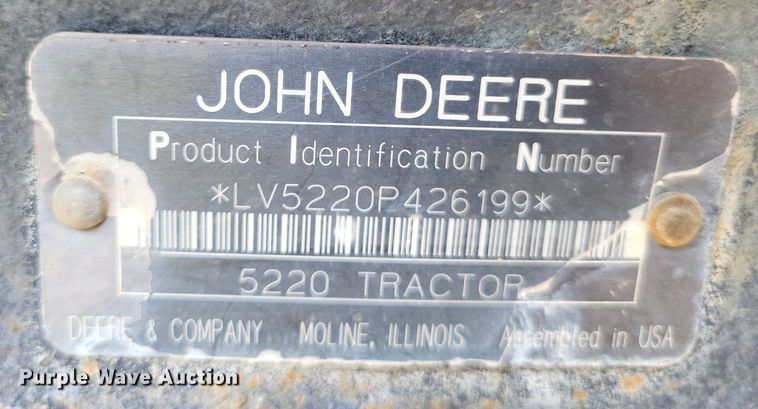 JOHN DEERE
Product Identification Number
*LV5220P426199*
5220 TRACTOR
DEERE & COMPANY MOLINE, ILLINOIS Assembled in USA
Purple Wave Auction